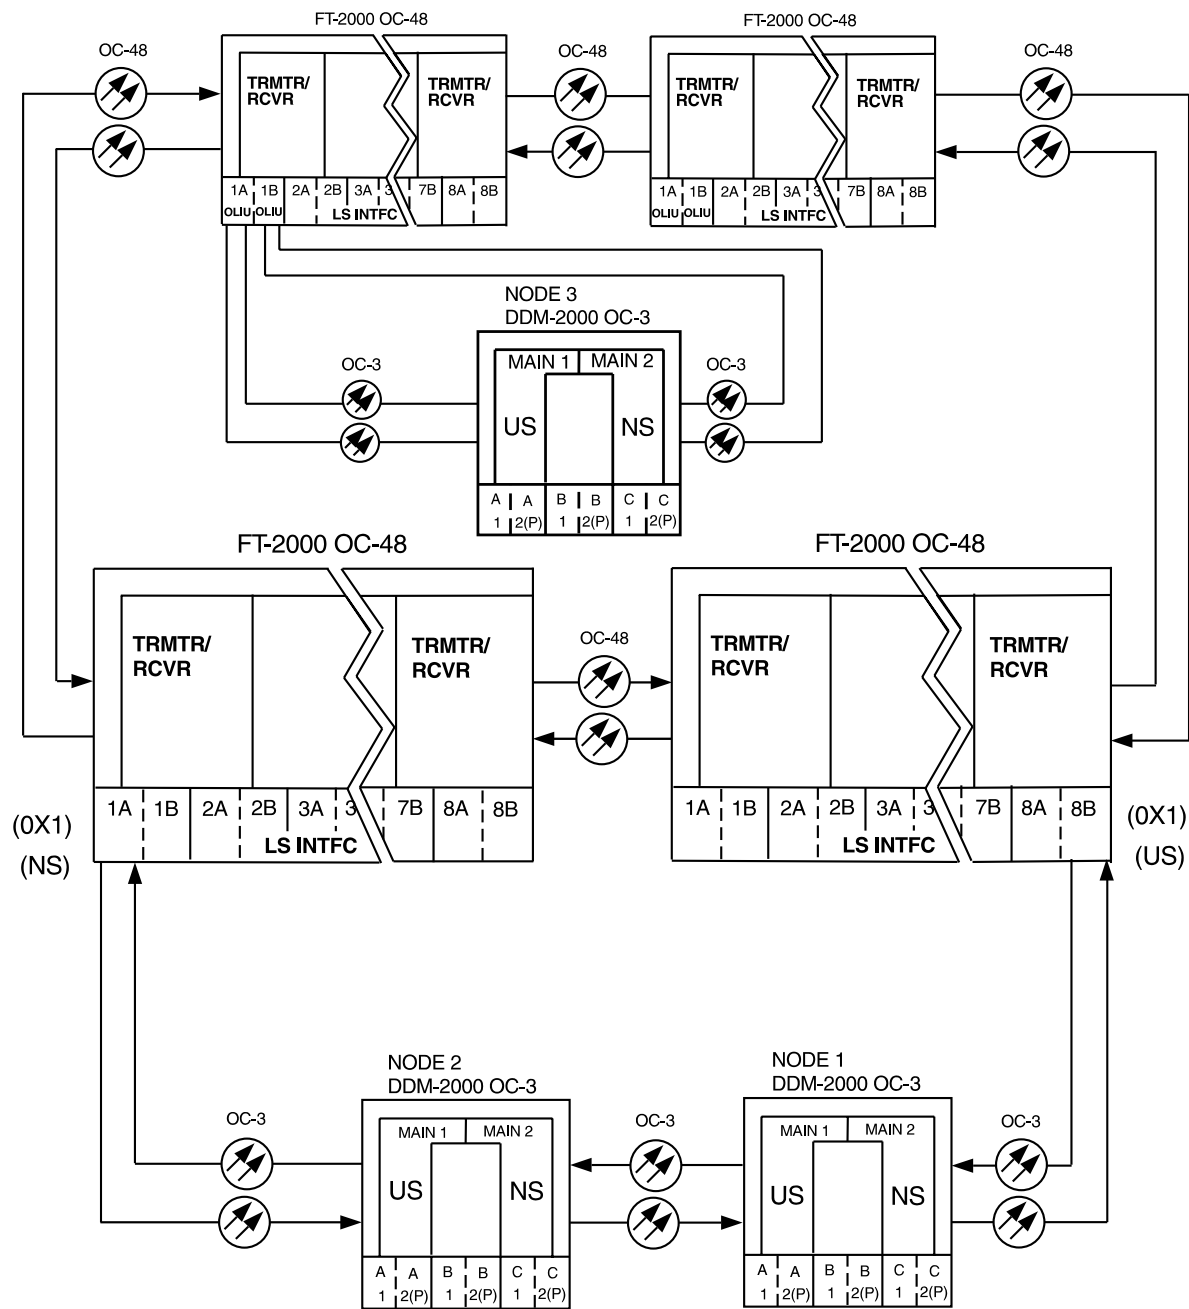 FT-2000 OC-48
FT-2000 OC-48
OC-48
OC-48
OC-48
TRMTR/
RCVR
TRMTR/
RCVR
TRMTR/
RCVR
TRMTR/
RCVR
1A 1B 2A 2B 3A 3 7B 8A 8B
OLIU OLIU LS INTFC
1A 1B 2A 2B 3A 3 7B 8A 8B
OLIU OLIU LS INTFC
NODE 3
DDM-2000 OC-3
OC-3
MAIN 1 MAIN 2
OC-3
US NS
A A B B C C
1 2(P) 1 2(P) 1 2(P)
FT-2000 OC-48
FT-2000 OC-48
TRMTR/
RCVR
TRMTR/
RCVR
OC-48
TRMTR/
RCVR
TRMTR/
RCVR
1A 1B 2A 2B 3A 3 7B 8A 8B
LS INTFC
1A 1B 2A 2B 3A 3 7B 8A 8B
LS INTFC
(0X1)
(NS)
(0X1)
(US)
NODE 2
DDM-2000 OC-3
NODE 1
DDM-2000 OC-3
OC-3
MAIN 1 MAIN 2
OC-3
MAIN 1 MAIN 2
OC-3
US NS
US NS
A A B B C C
1 2(P) 1 2(P) 1 2(P)
A A B B C C
1 2(P) 1 2(P) 1 2(P)